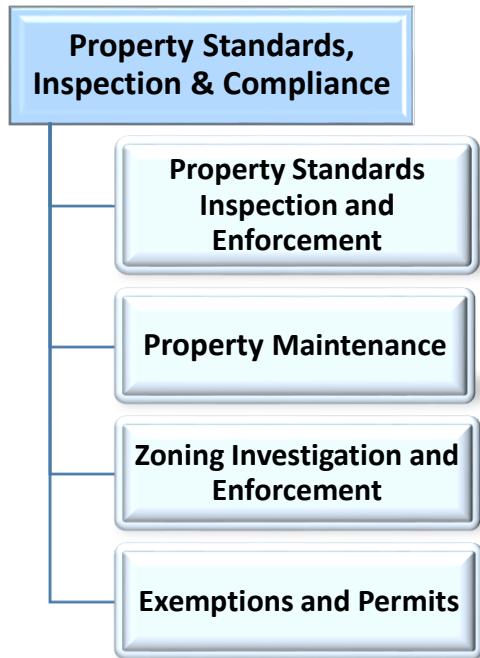 Property Standards,
Inspection & Compliance
Property Standards
Inspection and
Enforcement
Property Maintenance
Zoning Investigation and
Enforcement
Exemptions and Permits